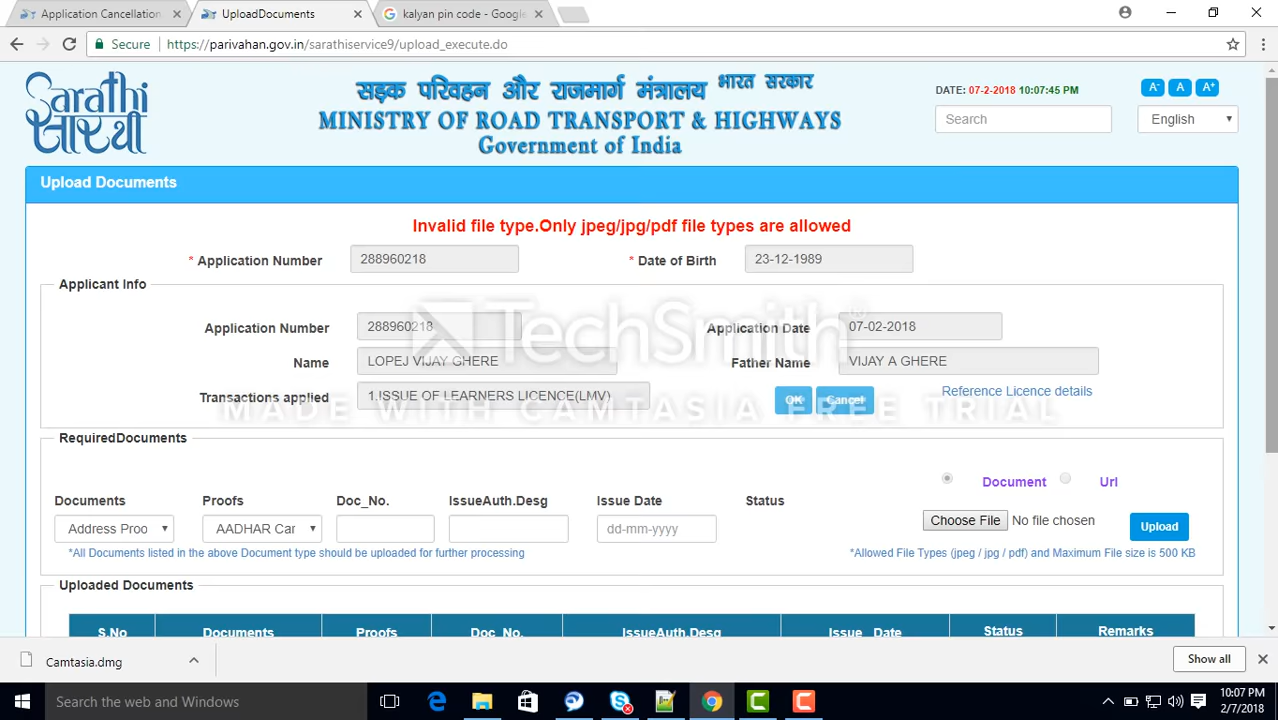 Application Cancellation
UploadDocuments
kalyan pin code - Google
Secure
https://parivahan.gov.in/sarathiservice9/upload_execute.do
Sarathi
सारथी
सड़क परिवहन और राजमार्ग मंत्रालय भारत सरकार
MINISTRY OF ROAD TRANSPORT & HIGHWAYS
Government of India
DATE: 07-2-2018 10:07:45 PM
A- A A+
Search
English
Upload Documents
Invalid file type.Only jpeg/jpg/pdf file types are allowed
* Application Number 288960218 * Date of Birth 23-12-1989
Applicant Info
Application Number 288960218 Application Date 07-02-2018
Name LOPEJ VIJAY GHERE Father Name VIJAY A GHERE
Transactions applied 1.ISSUE OF LEARNERS LICENCE(LMV) OK Cancel Reference Licence details
TechSmith®
MADE WITH CAMTASIA FREE TRIAL
RequiredDocuments
Document Url
Documents Proofs Doc_No. IssueAuth.Desg Issue Date Status
Address Proo AADHAR Car dd-mm-yyyy Choose File No file chosen Upload
*All Documents listed in the above Document type should be uploaded for further processing *Allowed File Types (jpeg / jpg / pdf) and Maximum File size is 500 KB
Uploaded Documents
S.No Documents Proofs Doc_No. IssueAuth.Desg Issue_Date Status Remarks
Camtasia.dmg
Show all
Search the web and Windows
10:07 PM
2/7/2018